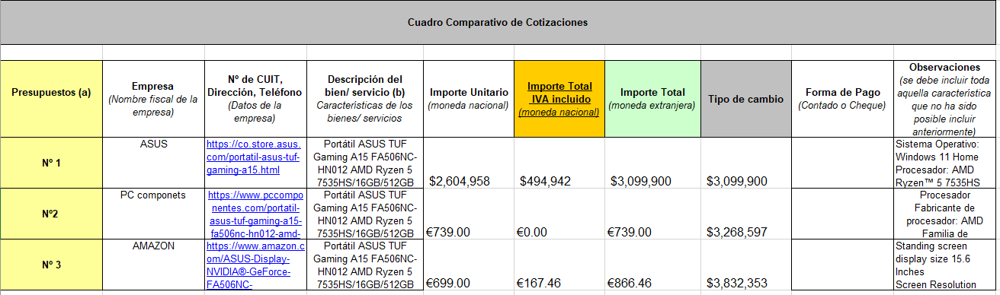 Cuadro Comparativo de Cotizaciones
Presupuestos (a)
Empresa
(Nombre fiscal de la
empresa)
Nº de CUIT,
Dirección, Teléfono
(Datos de la
empresa)
Descripción del
bien/ servicio (b)
Características de los
bienes/ servicios
Importe Unitario
(moneda nacional)
Importe Total
IVA incluido
(moneda nacional)
Importe Total
(moneda extranjera)
Tipo de cambio
Forma de Pago
(Contado o Cheque)
Observaciones
(se debe incluir toda
aquella característica
que no ha sido
posible incluir
anteriormente)
Nº 1
ASUS
https://co.store.asus.
com/portatil-asus-tuf-
gaming-a15.html
Portátil ASUS TUF
Gaming A15 FA506NC-
HN012 AMD Ryzen 5
7535HS/16GB/512GB
$2,604,958
$494,942
$3,099,900
$3,099,900
Sistema Operativo:
Windows 11 Home
Procesador: AMD
Ryzen™ 5 7535HS
Nº2
PC componets
https://www.pccompo
nentes.com/portatil-
asus-tuf-gaming-a15-
fa506nc-hn012-amd-
Portátil ASUS TUF
Gaming A15 FA506NC-
HN012 AMD Ryzen 5
7535HS/16GB/512GB
€739.00
€0.00
€739.00
$3,268,597
Procesador
Fabricante de
procesador: AMD
Familia de
Nº 3
AMAZON
https://www.amazon.c
om/ASUS-Display-
NVIDIA®-GeForce-
FA506NC-
Portátil ASUS TUF
Gaming A15 FA506NC-
HN012 AMD Ryzen 5
7535HS/16GB/512GB
€699.00
€167.46
€866.46
$3,832,353
Standing screen
display size 15.6
Inches
Screen Resolution